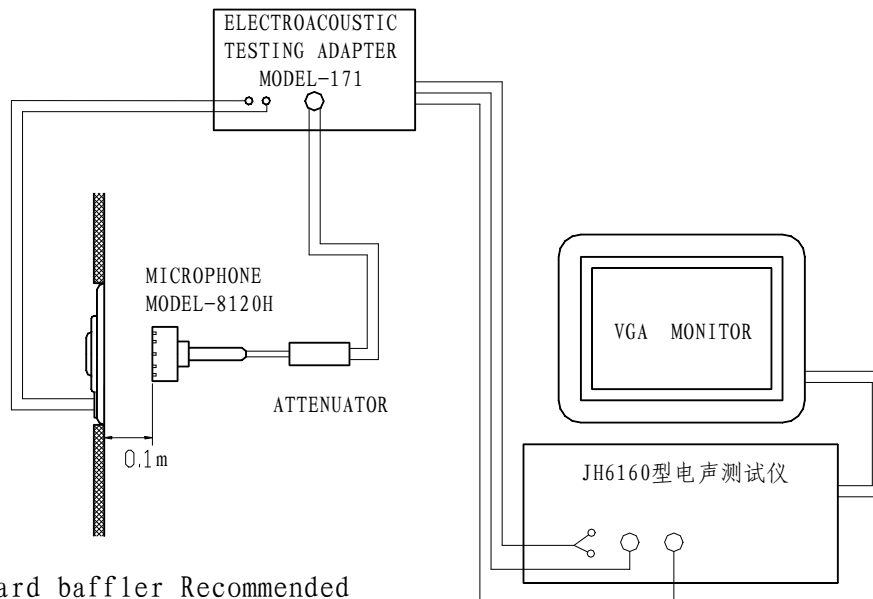 ELECTROACOUSTIC
TESTING ADAPTER
MODEL-171
MICROPHONE
MODEL-8120H
VGA MONITOR
ATTENUATOR
0.1m
JH6160型电声测试仪
baffler Recommended